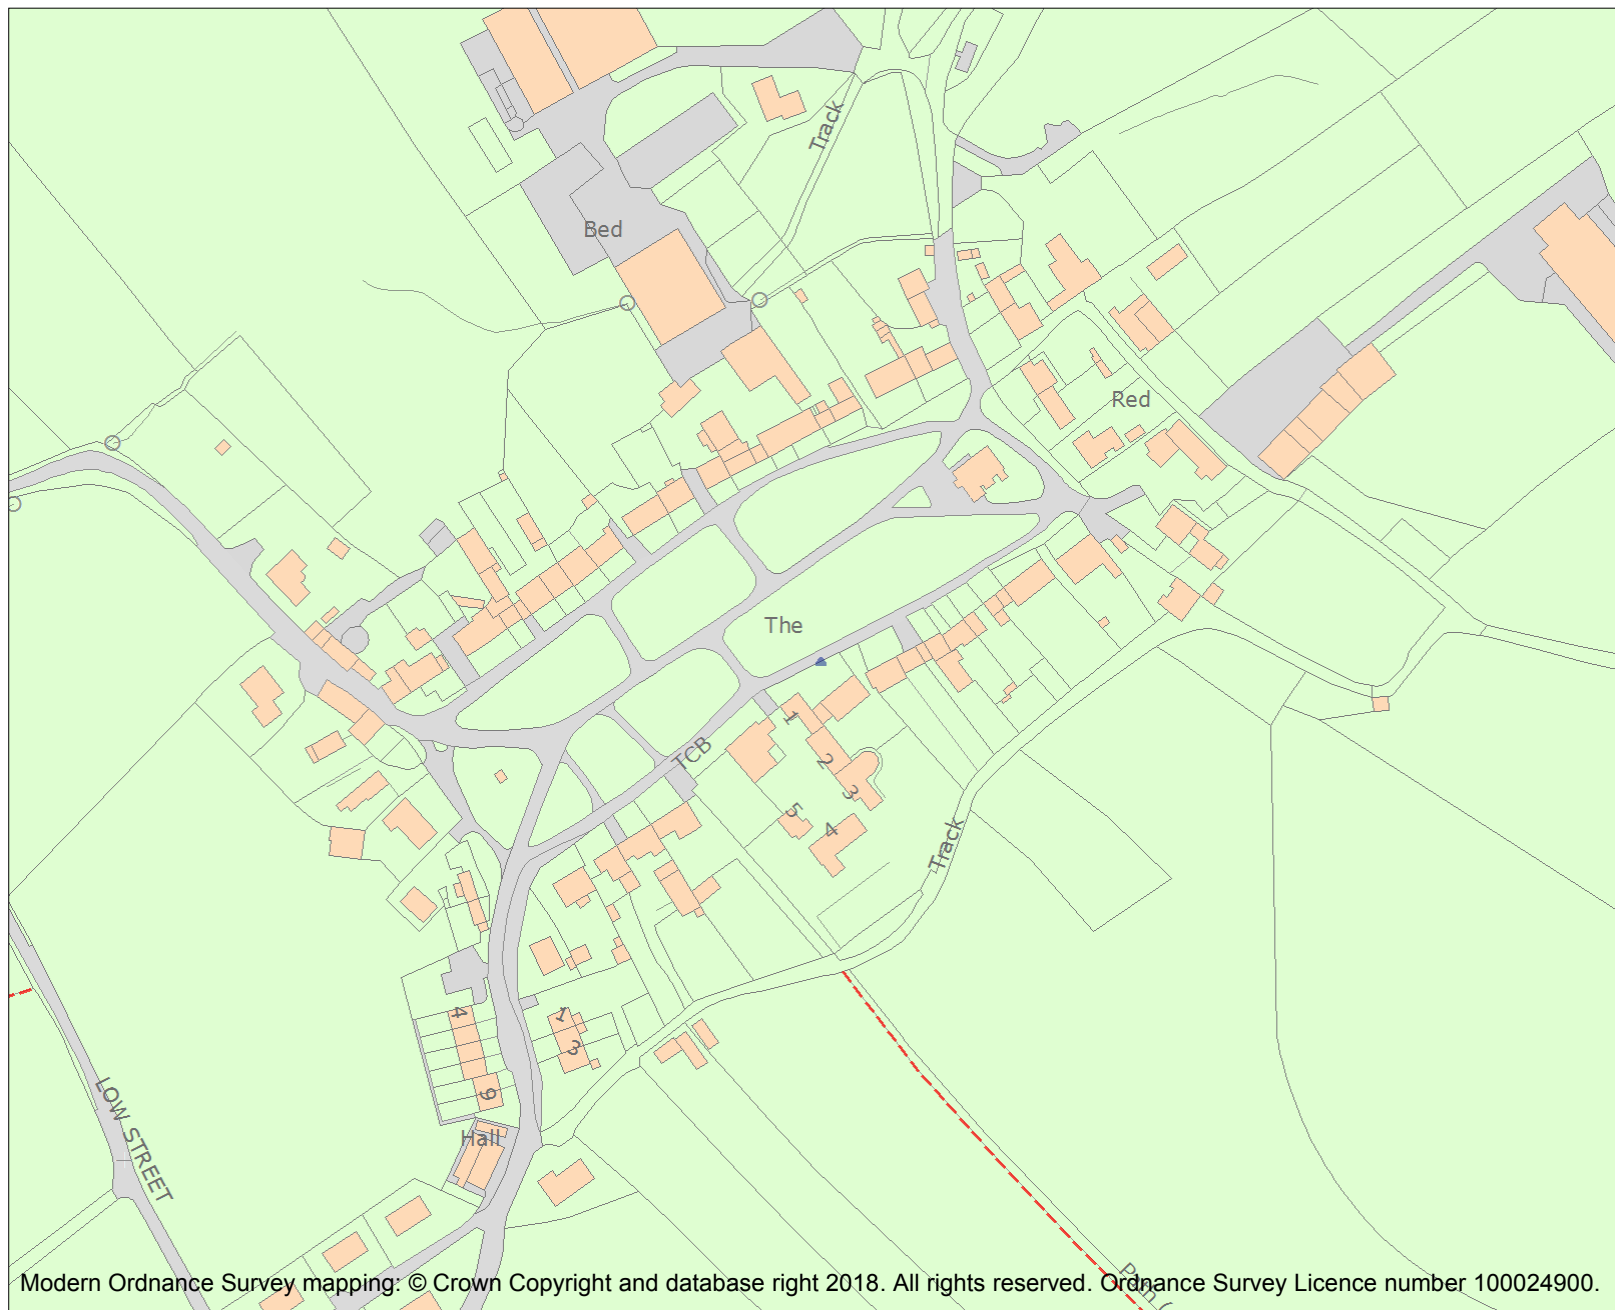 Track
Bed
Red
The
1
TCB
2
3
5
4
Track
1
4
3
9
LOW STREET
Hall
Modern Ordnance Survey mapping: © Crown Copyright and database right 2018. All rights reserved. Ordnance Survey Licence number 100024900.